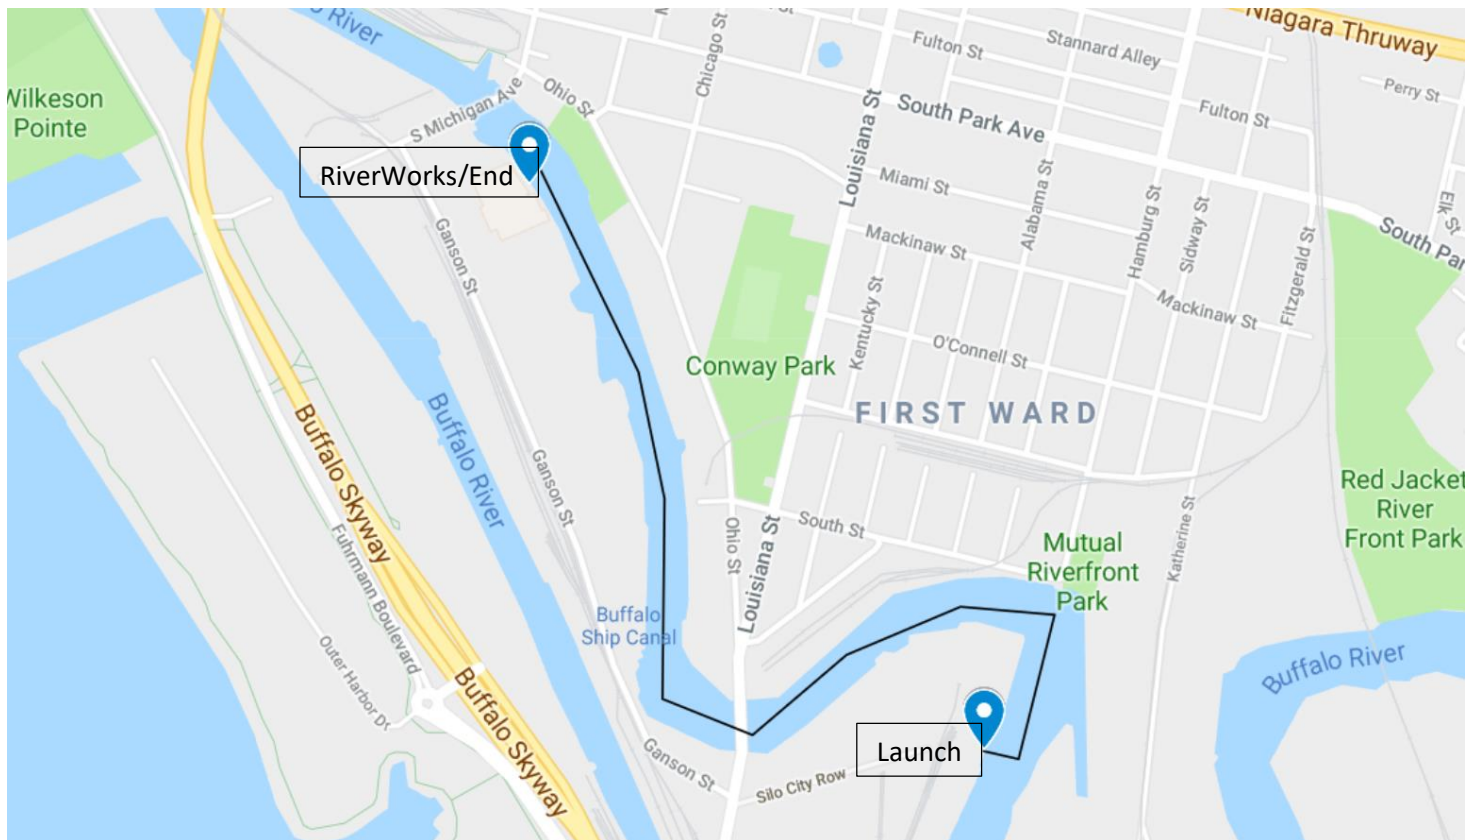 Buffalo River
Niagara Thruway
Chicago St
Fulton St
Stannard Alley
Perry St
Wilkeson
Pointe
S Michigan Ave
Ohio St
Louisiana St
South Park Ave
Fulton St
RiverWorks/End
Miami St
Alabama St
Hamburg St
Sidway St
Fitzgerald St
Elk St
South Par
Ganson St
Mackinaw St
Mackinaw St
Kentucky St
O'Connell St
Conway Park
FIRST WARD
Buffalo Skyway
Buffalo River
Ganson St
Red Jacket
River
Front Park
South St
Ohio St
Louisiana St
Katherine St
Mutual
Riverfront
Park
Fuhrmann Boulevard
Buffalo
Ship Canal
Outer Harbor Dr
Buffalo Skyway
Buffalo River
Launch
Ganson St
Silo City Row